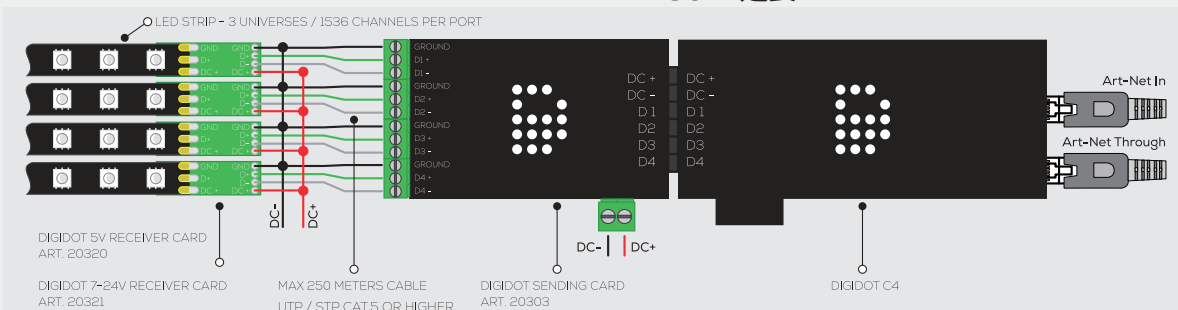 LED STRIP - 3 UNIVERSES / 1536 CHANNELS PER PORT
GND GND
D+ D+
D- D-
DC + DC +
GND GND
D+ D+
D- D-
DC + DC +
GND GND
D+ D+
D- D-
DC + DC +
GND GND
D+ D+
D- D-
DC + DC +
DC-
DC+
GROUND
D1 +
D1 -
GROUND
D2 +
D2 -
GROUND
D3 +
D3 -
GROUND
D4 +
D4 -
DC + DC +
DC - DC -
D1 D1
D2 D2
D3 D3
D4 D4
Art-Net In
Art-Net Through
DC- DC+
DIGIDOT 5V RECEIVER CARD
ART. 20320
DIGIDOT 7-24V RECEIVER CARD
ART. 20321
MAX 250 METERS CABLE
UTP / STP CAT 5 OR HIGHER
DIGIDOT SENDING CARD
ART. 20303
DIGIDOT C4